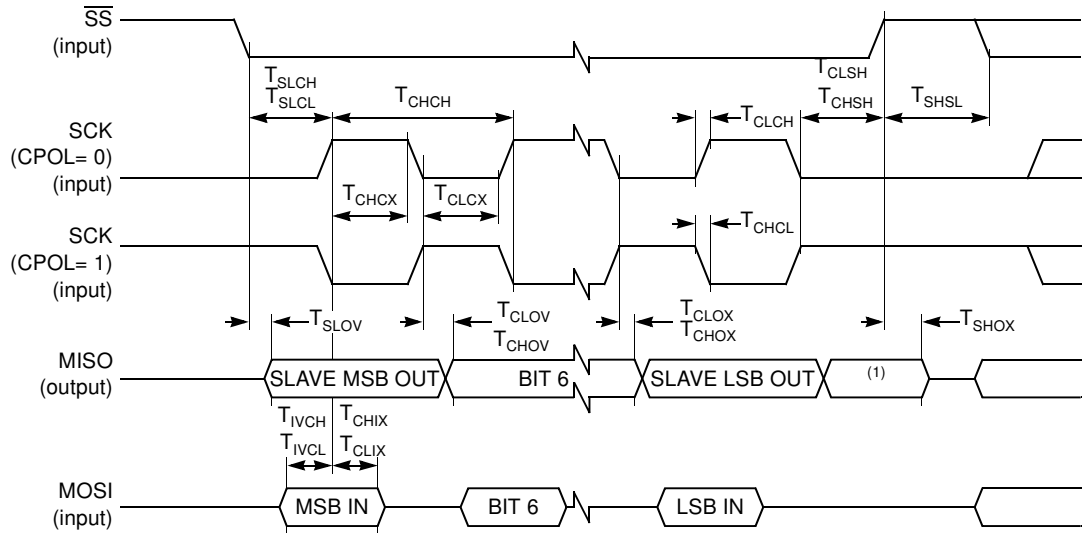 SS
(input)
TSLCH
TSLCL
TCHCH
TCLCH
TCLSH
TCHSH
TSHSL
SCK
(CPOL= 0)
(input)
TCHCX
TCLCX
SCK
(CPOL= 1)
(input)
TCHCL
TSLOV
TCLOV
TCHOV
TCLOX
TCHOX
TSHOX
MISO
(output)
SLAVE MSB OUT
BIT 6
SLAVE LSB OUT
(1)
TIVCH
TIVCL
TCHIX
TCLIX
MOSI
(input)
MSB IN
BIT 6
LSB IN